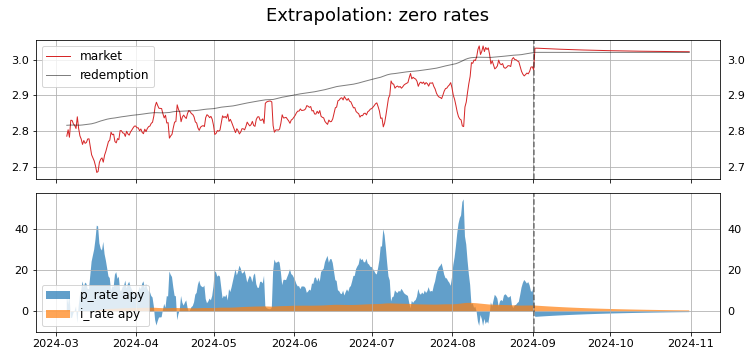 Extrapolation: zero rates
market
redemption
3.0 3.0
2.9 2.9
2.8 2.8
2.7 2.7
40 40
20 20
0 0
p_rate apy
i_rate apy
2024-03 2024-04 2024-05 2024-06 2024-07 2024-08 2024-09 2024-10 2024-11